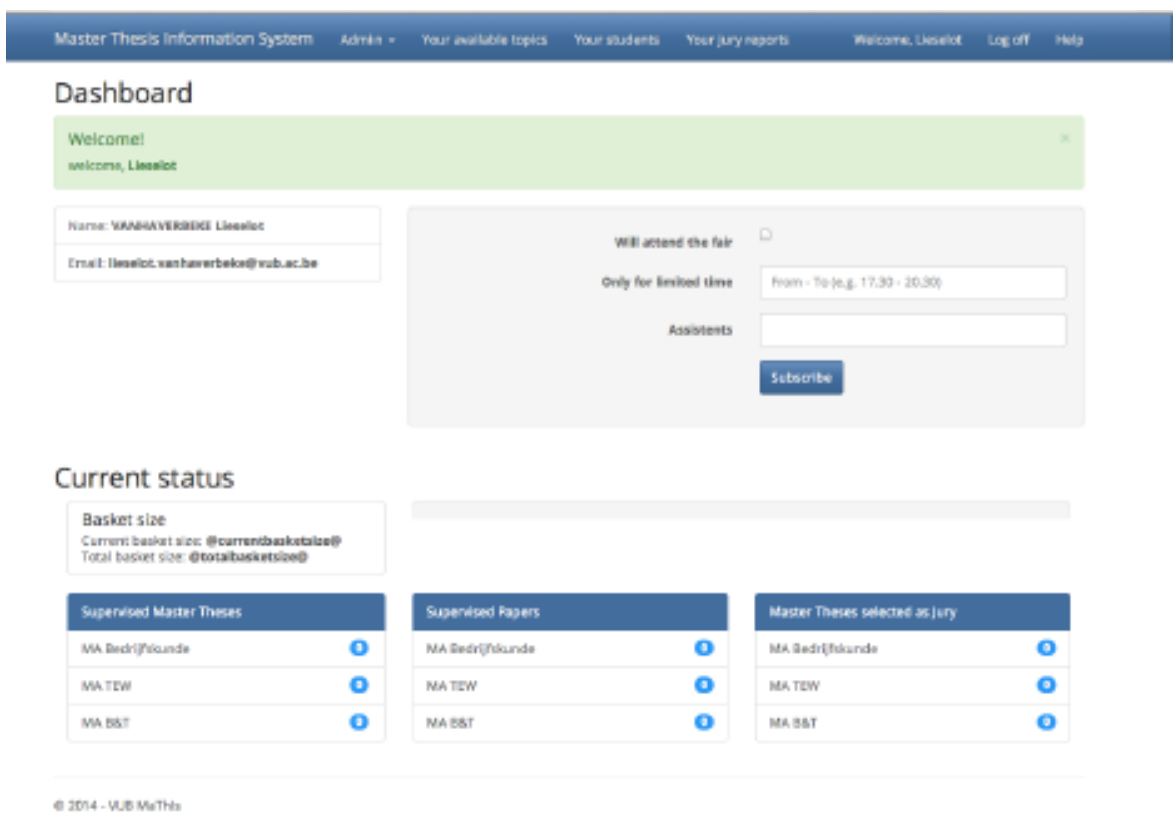 Master Thesis Information System Admin Your available topics Your students Your jury reports Welcome, Lieselot Log off Help
Dashboard
Welcome!
welcome, Lieselot
×
Name: VANHAVERBEKE Lieselot
Email: lieselot.vanhaverbeke@vub.ac.be
Will attend the fair
Only for limited time From - To (e.g. 17.30 - 20.30)
Assistents
Subscribe
Current status
Basket size
Current basket size: @currentbasketsize@
Total basket size: @totalbasketsize@
Supervised Master Theses
MA Bedrijfskunde 0
MA TEW 0
MA B&T 0
Supervised Papers
MA Bedrijfskunde 0
MA TEW 0
MA B&T 0
Master Theses selected as jury
MA Bedrijfskunde 0
MA TEW 0
MA B&T 0
© 2014 - VUB MaThIs